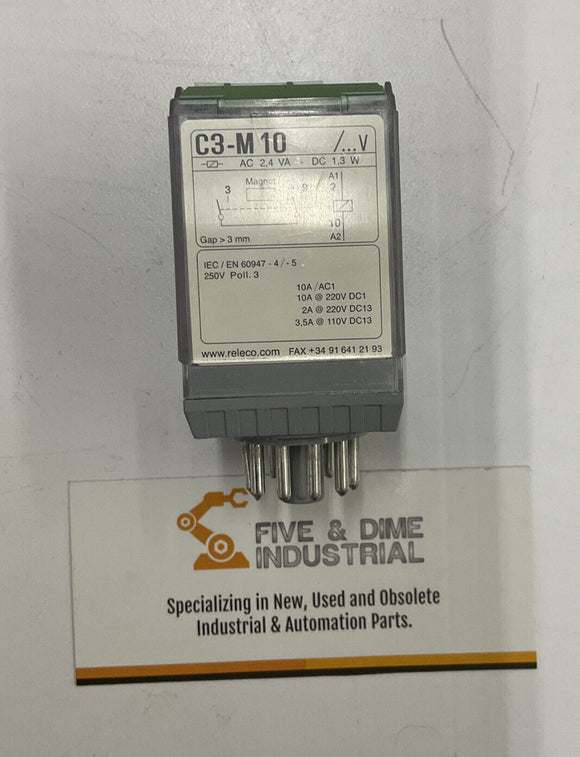 C3-M10 /...V
AC 2,4 VA - DC 1,3 W
Magnet A1
3 9 2
10
Gap > 3 mm A2
IEC / EN 60947 - 4 / - 5
250V Poll. 3
10A / AC1
10A @ 220V DC1
2A @ 220V DC13
3,5A @ 110V DC13
www.releco.com FAX +34 91 641 21 93
FIVE & DIME
INDUSTRIAL
Specializing in New, Used and Obsolete
Industrial & Automation Parts.